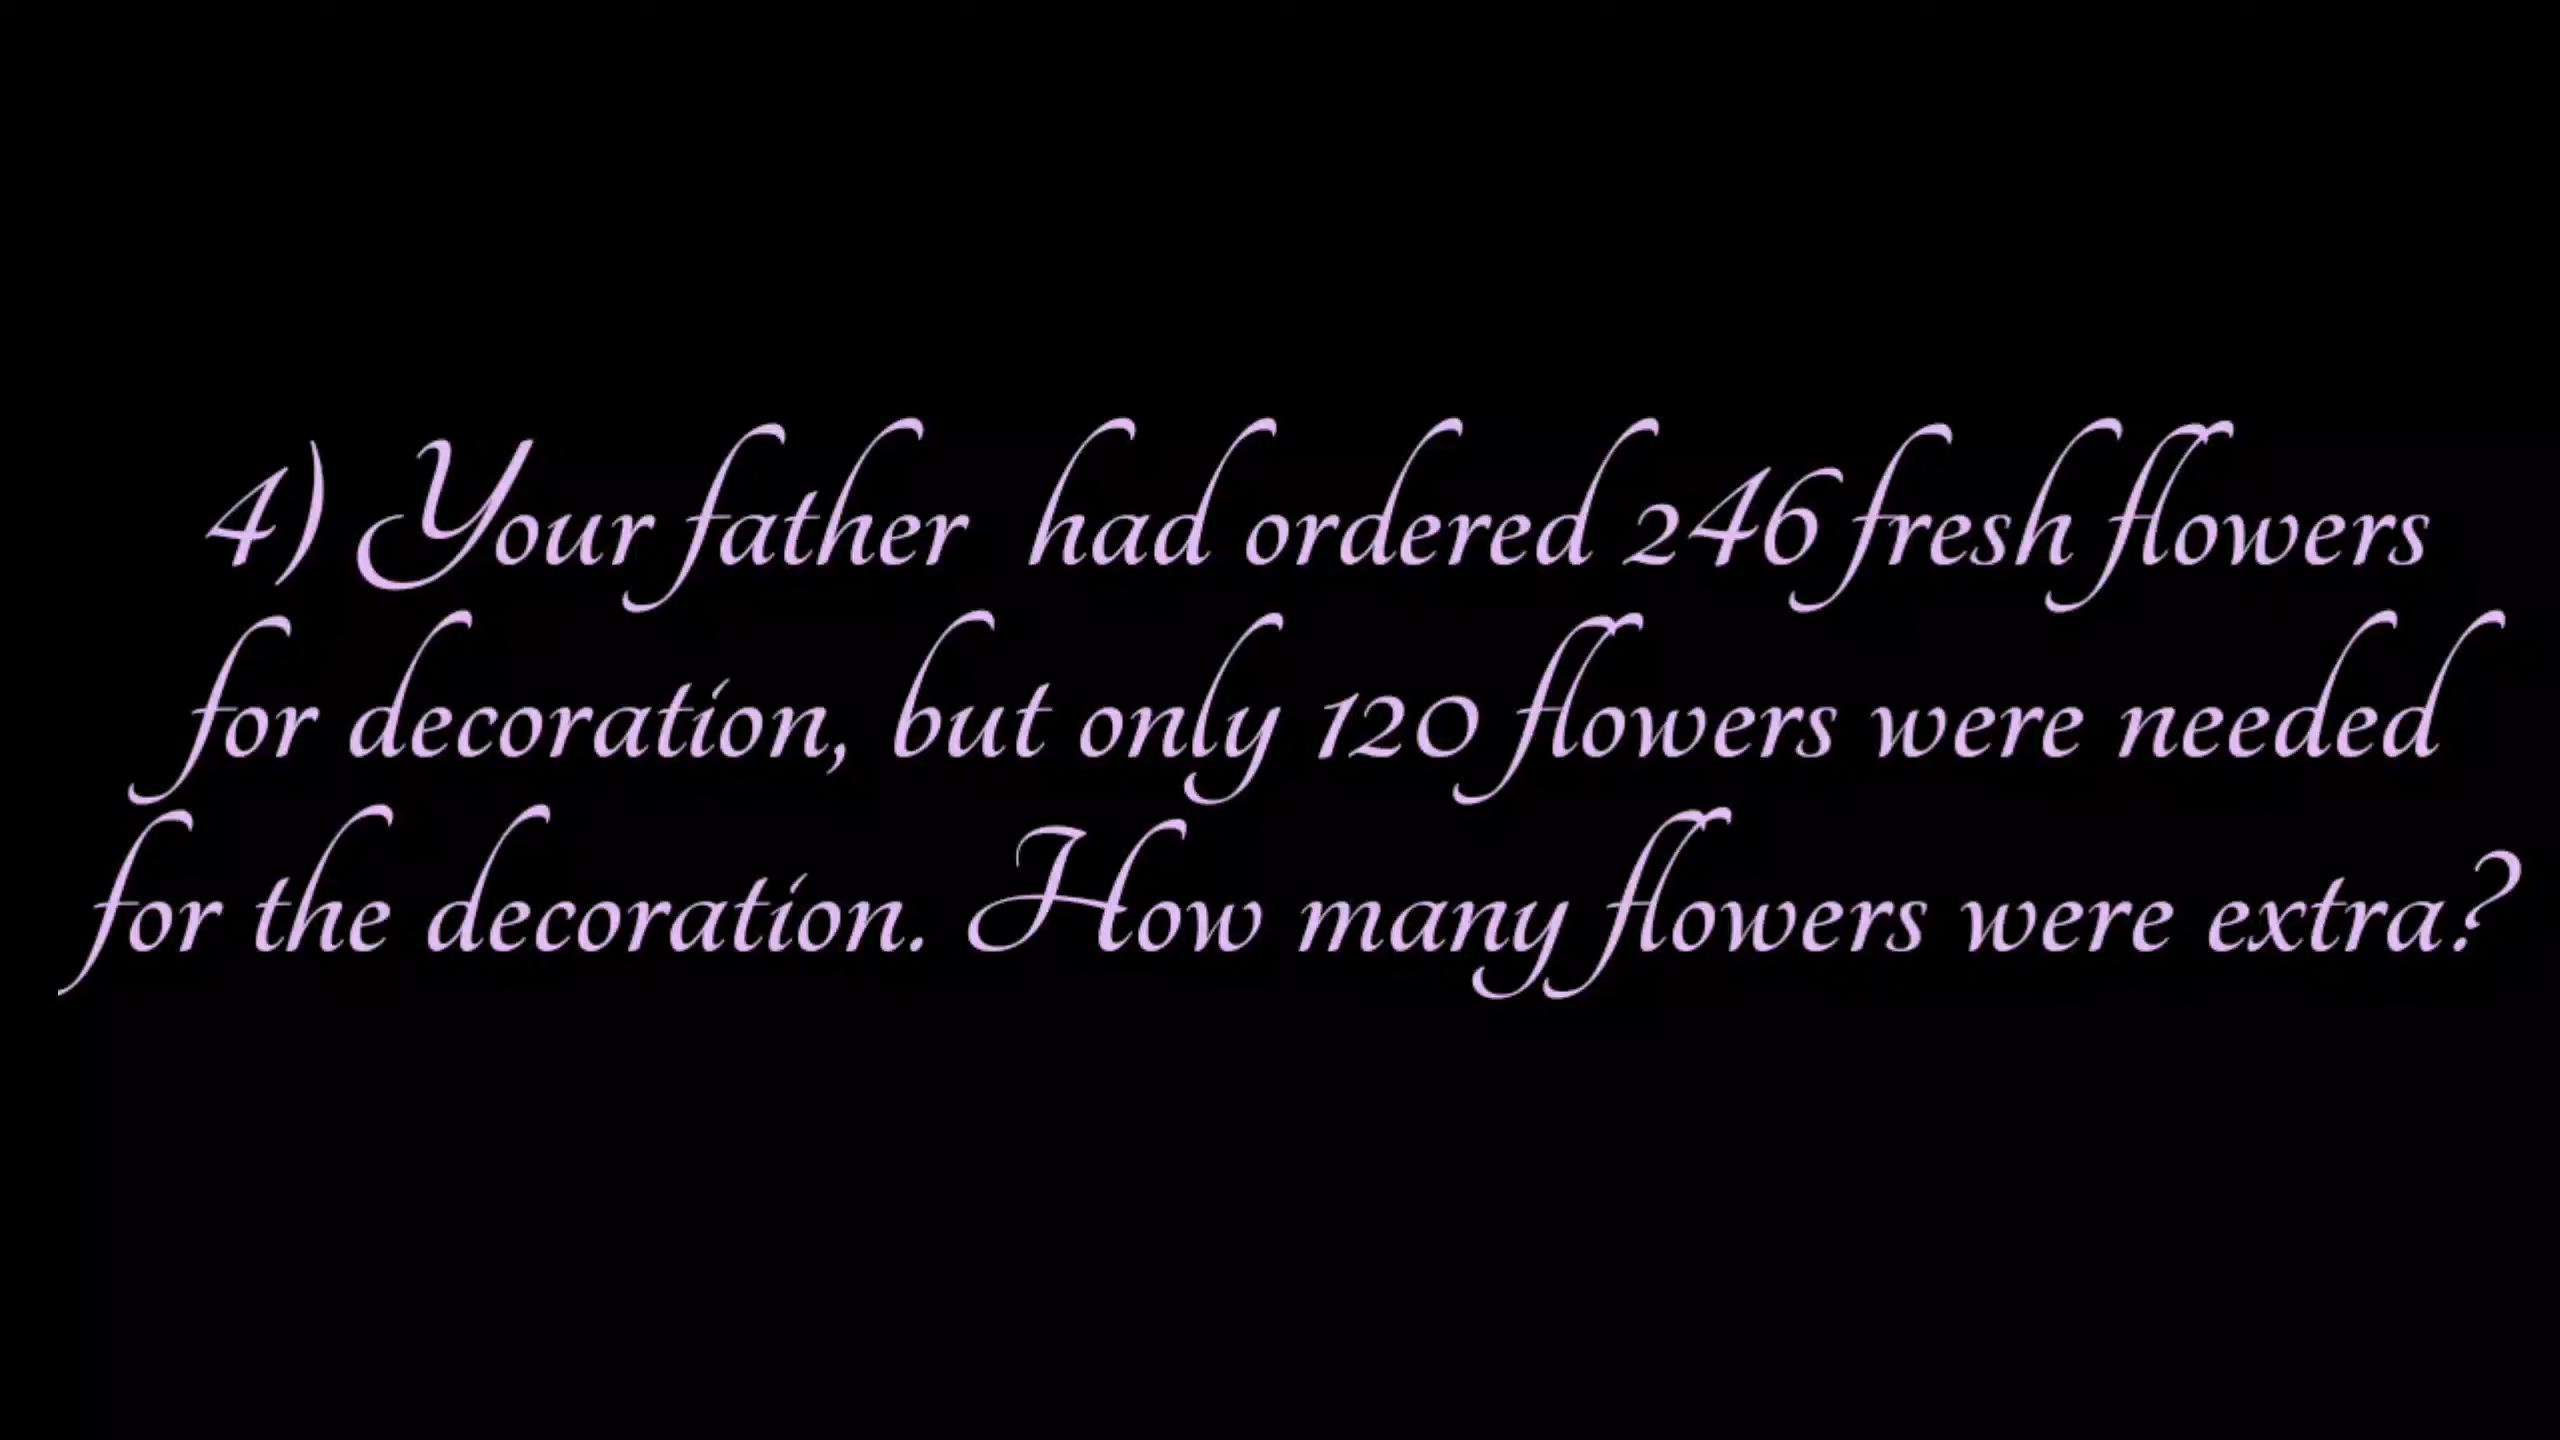 4) Your father had ordered 246 fresh flowers
for decoration, but only 120 flowers were needed
for the decoration. How many flowers were extra?